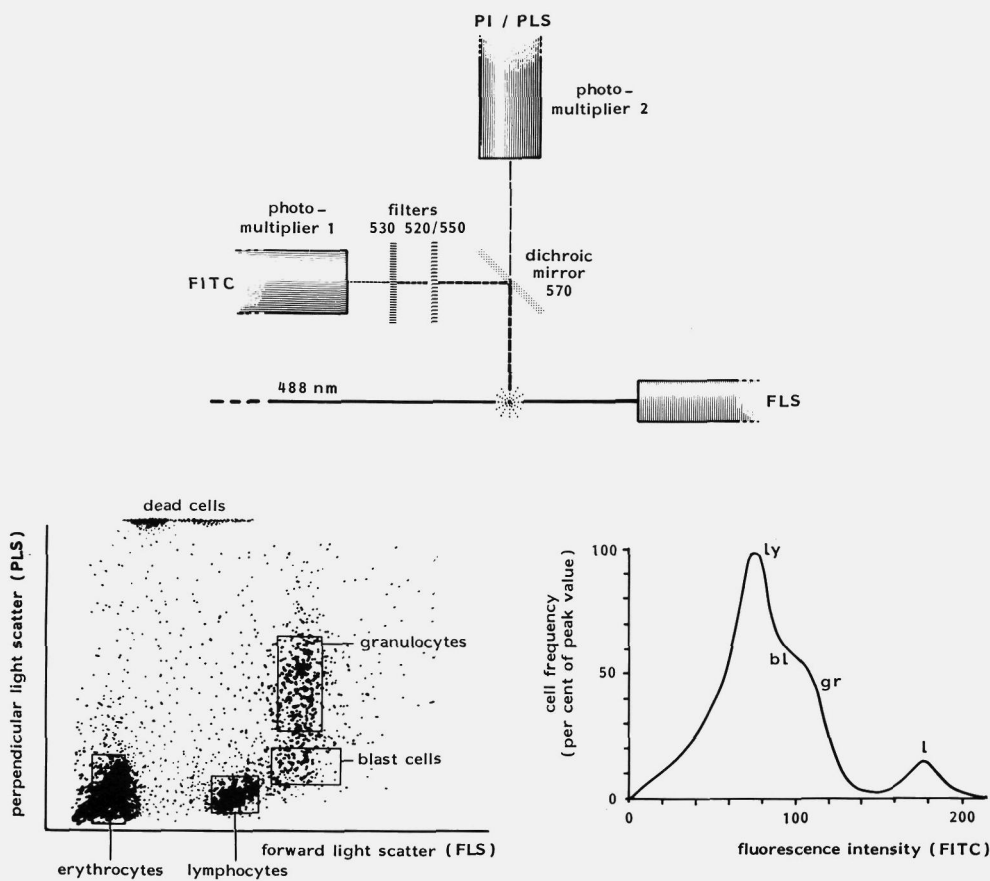 PI / PLS
photo-
multiplier 2
photo-
multiplier 1
filters
530 520/550
dichroic
mirror
570
FITC
488 nm
FLS
dead cells
perpendicular light scatter (PLS)
granulocytes
blast cells
forward light scatter (FLS)
erythrocytes
lymphocytes
cell frequency
(per cent of peak value)
100
50
0
ly
bl
gr
l
0
100
200
fluorescence intensity (FITC)